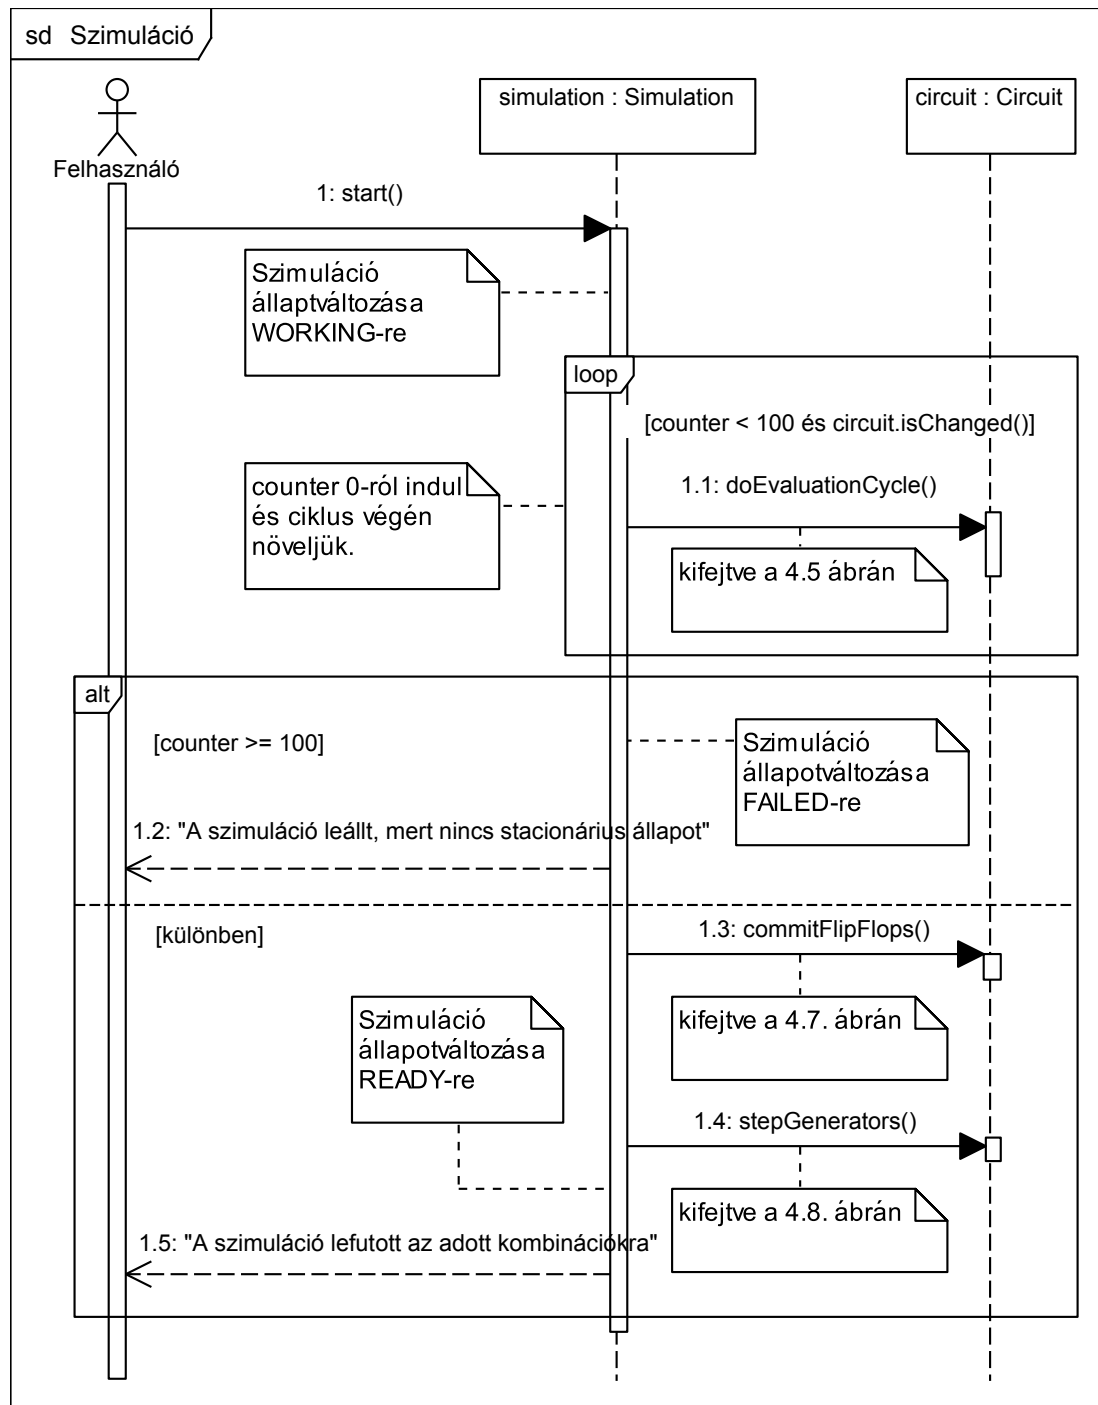 sd Szimuláció
simulation : Simulation
circuit : Circuit
Felhasználó
1: start()
Szimuláció
állaptváltozása
WORKING-re
loop
[counter < 100 és circuit.isChanged()]
counter 0-ról indul
és ciklus végén
növeljük.
1.1: doEvaluationCycle()
kifejtve a 4.5 ábrán
alt
[counter >= 100]
Szimuláció
állapotváltozása
FAILED-re
1.2: "A szimuláció leállt, mert nincs stacionárius állapot"
[különben]
1.3: commitFlipFlops()
Szimuláció
állapotváltozása
READY-re
kifejtve a 4.7. ábrán
1.4: stepGenerators()
kifejtve a 4.8. ábrán
1.5: "A szimuláció lefutott az adott kombinációkra"